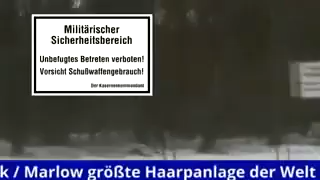 Militärischer
Sicherheitsbereich
Unbefugtes Betreten verboten!
Vorsicht Schußwaffengebrauch!
Der Kasernenkommandant
k / Marlow größte Haarpanlage der Welt